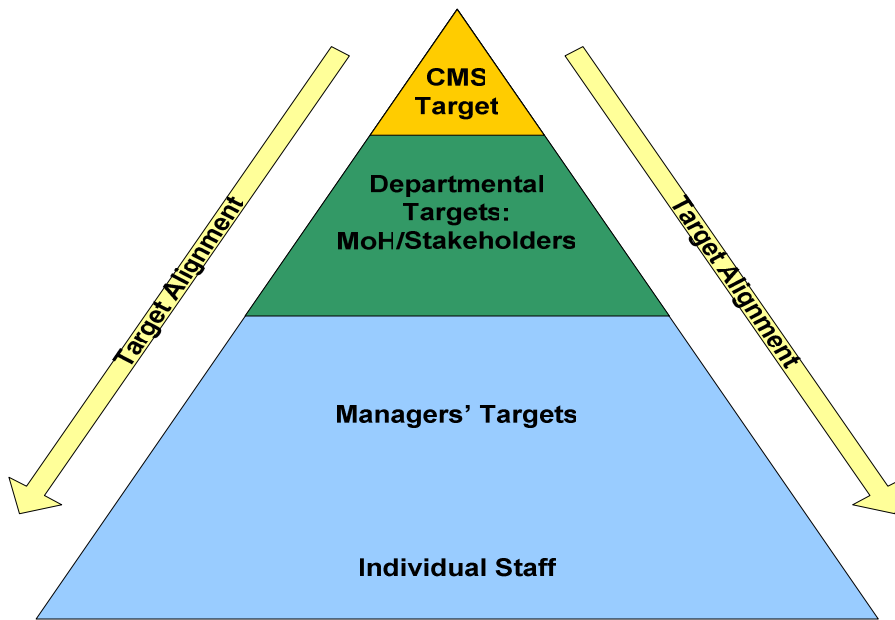 CMS
Target
Departmental
Targets:
MoH/Stakeholders
Target Alignment
Target Alignment
Managers’ Targets
Individual Staff